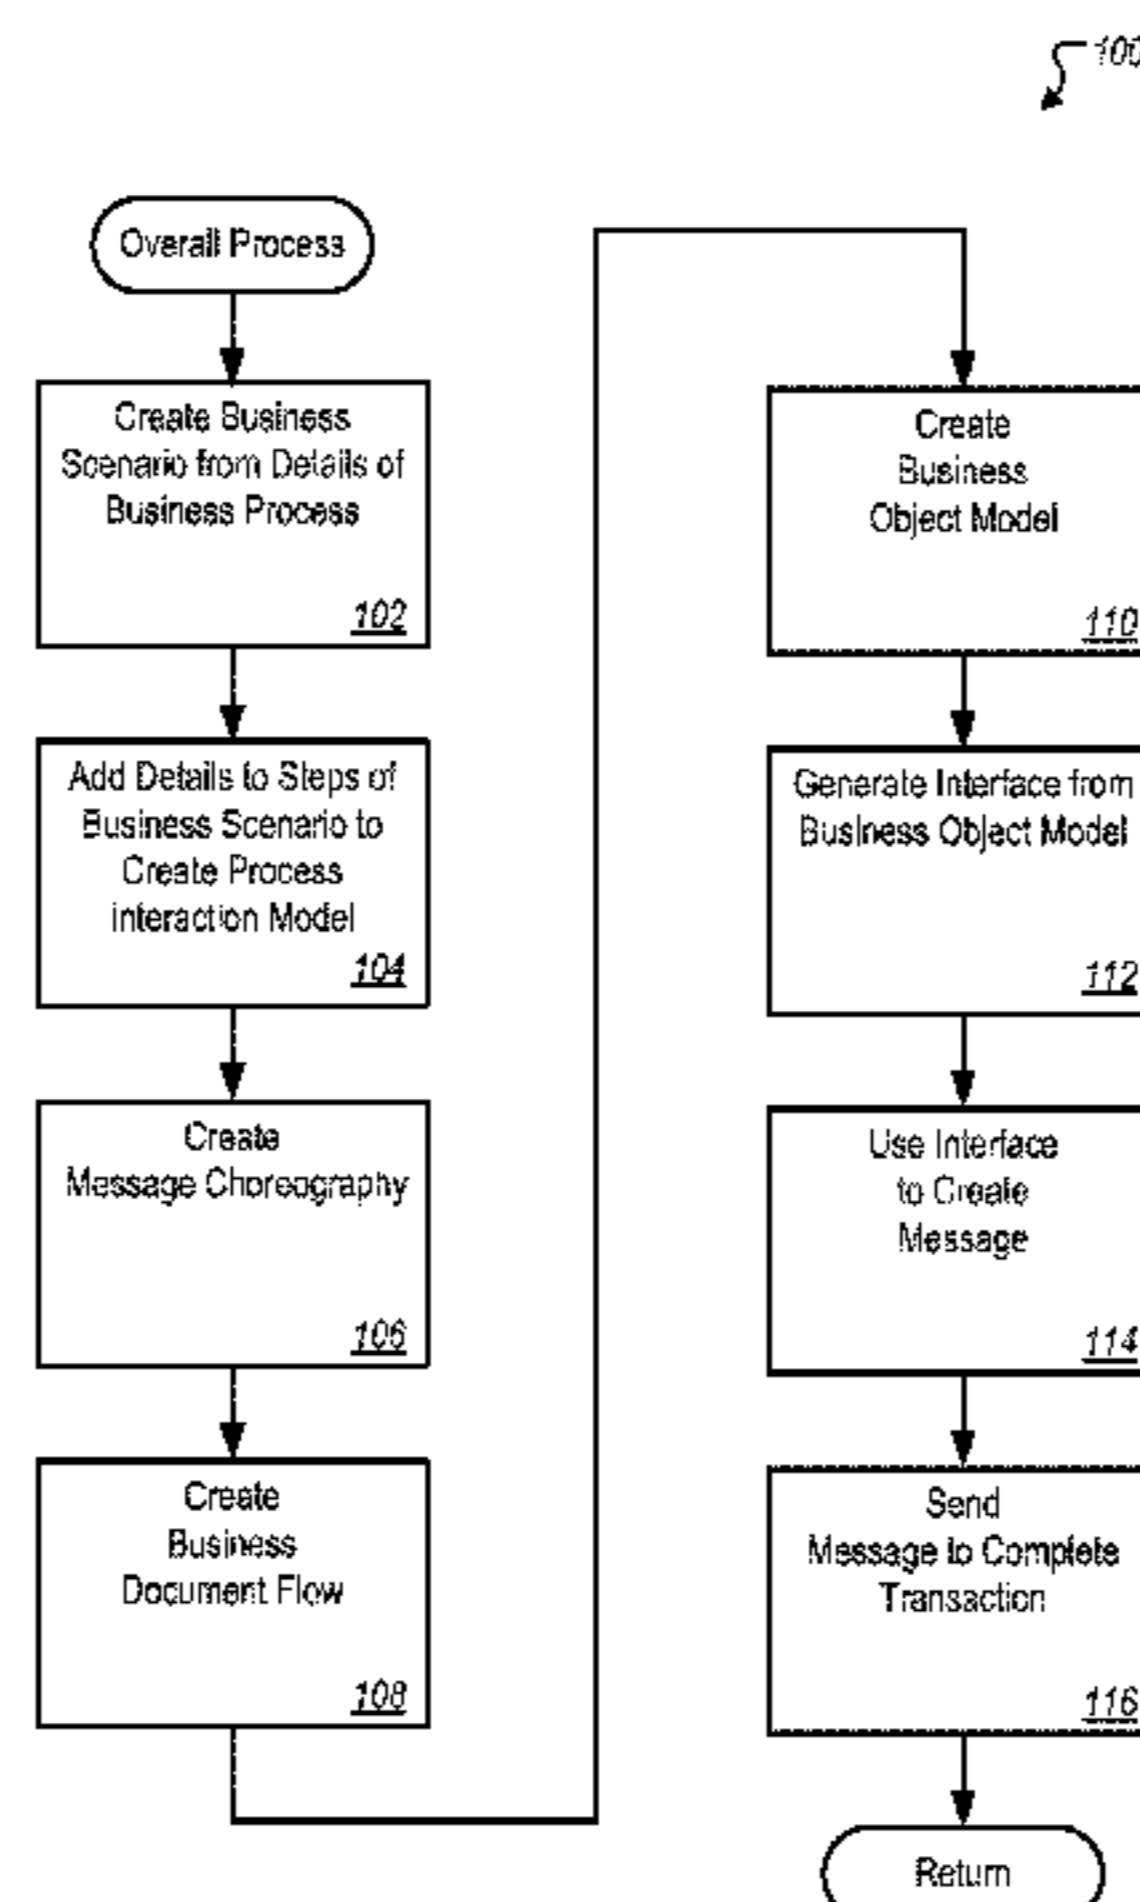 100
Overall Process
Create Business
Scenario from Details of
Business Process
102
Add Details to Steps of
Business Scenario to
Create Process
Interaction Model
104
Create
Message Choreography
106
Create
Business
Document Flow
108
Create
Business
Object Model
110
Generate Interface from
Business Object Model
112
Use Interface
to Create
Message
114
Send
Message to Complete
Transaction
116
Return